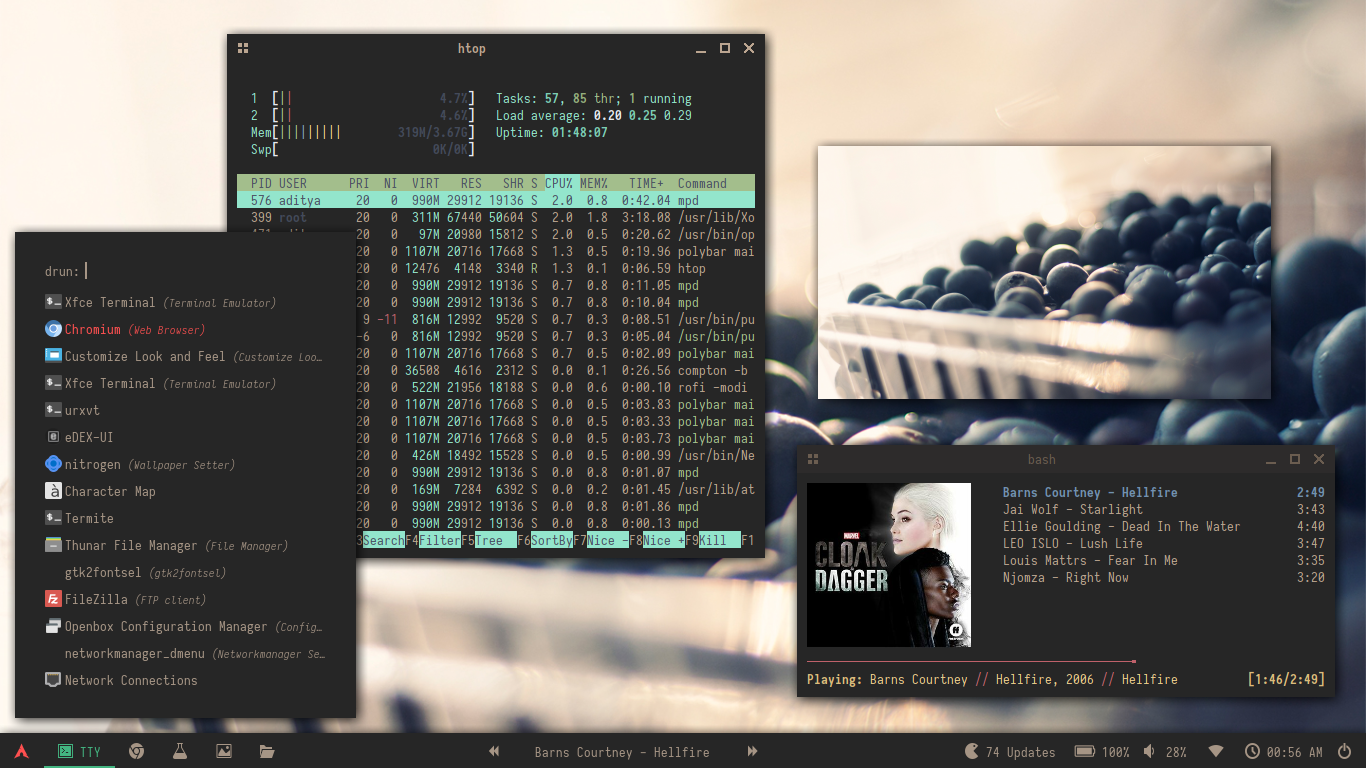 htop
1 [|| 4.7%] Tasks: 57, 85 thr; 1 running
2 [|| 4.6%] Load average: 0.20 0.25 0.29
Mem[||||||||| 319M/3.67G] Uptime: 01:48:07
Swp[ 0K/0K]
PID USER PRI NI VIRT RES SHR S CPU% MEM% TIME+ Command
576 aditya 20 0 990M 29912 19136 S 2.0 0.8 0:42.04 mpd
399 root 20 0 311M 67440 50604 S 2.0 1.8 3:18.08 /usr/lib/Xo
20 0 97M 20980 15812 S 2.0 0.5 0:20.62 /usr/bin/op
20 0 1107M 20716 17668 S 1.3 0.5 0:19.96 polybar mai
20 0 12476 4148 3340 R 1.3 0.1 0:06.59 htop
20 0 990M 29912 19136 S 0.7 0.8 0:11.05 mpd
20 0 990M 29912 19136 S 0.7 0.8 0:10.04 mpd
9 -11 816M 12992 9520 S 0.7 0.3 0:08.51 /usr/bin/pu
-6 0 816M 12992 9520 S 0.7 0.3 0:05.04 /usr/bin/pu
20 0 1107M 20716 17668 S 0.7 0.5 0:02.09 polybar mai
20 0 36508 4616 2312 S 0.0 0.1 0:26.56 compton -b
20 0 522M 21956 18188 S 0.0 0.6 0:00.10 rofi -modi
20 0 1107M 20716 17668 S 0.0 0.5 0:03.83 polybar mai
20 0 1107M 20716 17668 S 0.0 0.5 0:03.33 polybar mai
20 0 1107M 20716 17668 S 0.0 0.5 0:03.73 polybar mai
20 0 426M 18492 15528 S 0.0 0.5 0:00.99 /usr/bin/Ne
20 0 990M 29912 19136 S 0.0 0.8 0:01.07 mpd
20 0 169M 7284 6392 S 0.0 0.2 0:01.45 /usr/lib/at
20 0 990M 29912 19136 S 0.0 0.8 0:01.86 mpd
20 0 990M 29912 19136 S 0.0 0.8 0:00.13 mpd
3SearchF4FilterF5Tree F6SortByF7Nice -F8Nice +F9Kill F1
drun:
Xfce Terminal (Terminal Emulator)
Chromium (Web Browser)
Customize Look and Feel (Customize Loo…
Xfce Terminal (Terminal Emulator)
urxvt
eDEX-UI
nitrogen (Wallpaper Setter)
Character Map
Termite
Thunar File Manager (File Manager)
gtk2fontsel (gtk2fontsel)
FileZilla (FTP client)
Openbox Configuration Manager (Config…
networkmanager_dmenu (Networkmanager Se…
Network Connections
bash
MARVEL
CLOAK
DAGGER
Barns Courtney - Hellfire 2:49
Jai Wolf - Starlight 3:43
Ellie Goulding - Dead In The Water 4:40
LEO ISLO - Lush Life 3:47
Louis Mattrs - Fear In Me 3:35
Njomza - Right Now 3:20
Playing: Barns Courtney // Hellfire, 2006 // Hellfire [1:46/2:49]
TTY Barns Courtney - Hellfire 74 Updates 100% 28% 00:56 AM